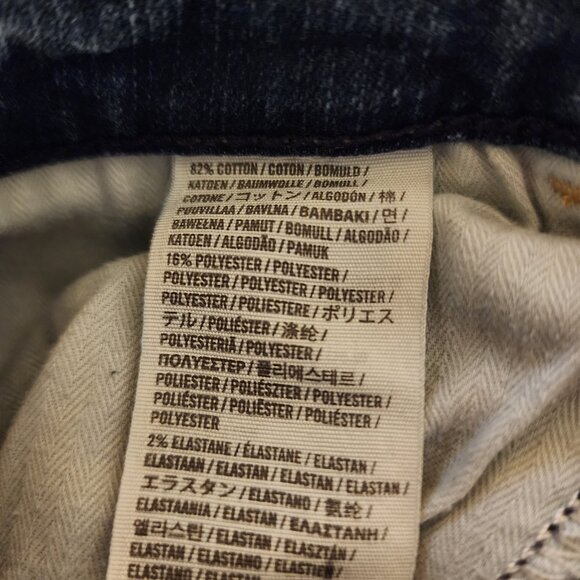 82% COTTON / COTON / BOMULD /
KATOEN / BAUMWOLLE / BOMULL /
COTONE / コットン / ALGODÓN / 棉 /
PUUVILLAA / BAVLNA / BAMBAKI / 면 /
BAWEŁNA / PAMUT / BOMULL / ALGODÃO /
KATOEN / ALGODÃO / PAMUK
16% POLYESTER / POLYESTER /
POLYESTER / POLYESTER / POLYESTER /
POLYESTER / POLIESTERE / ポリエス
テル / POLIÉSTER / 涤纶 /
POLYESTERIÄ / POLYESTER /
ΠΟΛΥΕΣΤΕΡ / 폴리에스테르 /
POLIESTER / POLIÉSZTER / POLYESTER /
POLIÉSTER / POLIÉSTER / POLIÉSTER /
POLYESTER
2% ELASTANE / ÉLASTANE / ELASTAN /
ELASTAAN / ELASTAN / ELASTAN / ELASTAN /
エラスタン / ELASTANO / 氨纶 /
ELASTAANIA / ELASTAN / ΕΛΑΣΤΑΝΗ /
엘라스틴 / ELASTAN / ELASZTÁN /
ELASTAN / ELASTANO / ELASTAN /
ELASTANO / ELASTAN